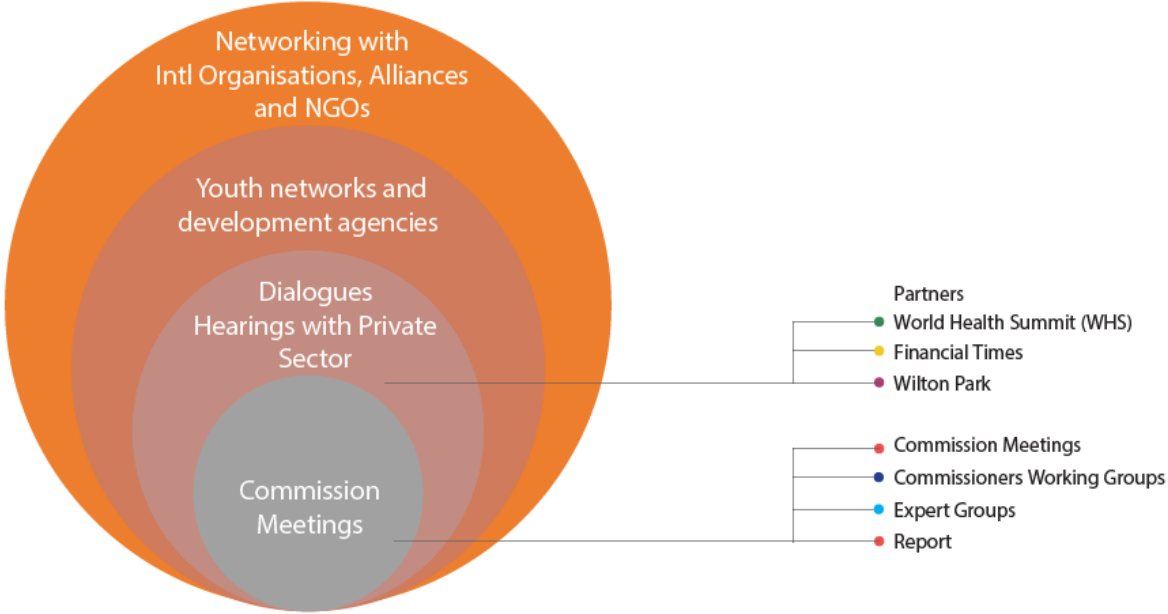 Networking with
Intl Organisations, Alliances
and NGOs
Youth networks and
development agencies
Dialogues
Hearings with Private
Sector
Commission
Meetings
Partners
World Health Summit (WHS)
Financial Times
Wilton Park
Commission Meetings
Commissioners Working Groups
Expert Groups
Report